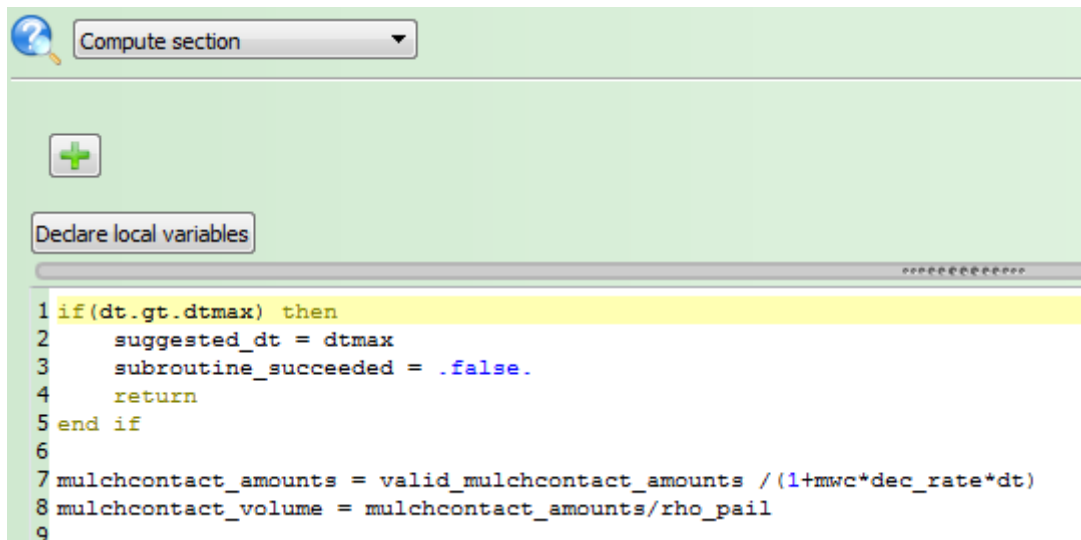 Compute section
Declare local variables
1 if(dt.gt.dtmax) then
2 suggested_dt = dtmax
3 subroutine_succeeded = .false.
4 return
5 end if
6
7 mulchcontact_amounts = valid_mulchcontact_amounts /(1+mwc*dec_rate*dt)
8 mulchcontact_volume = mulchcontact_amounts/rho_pail
9